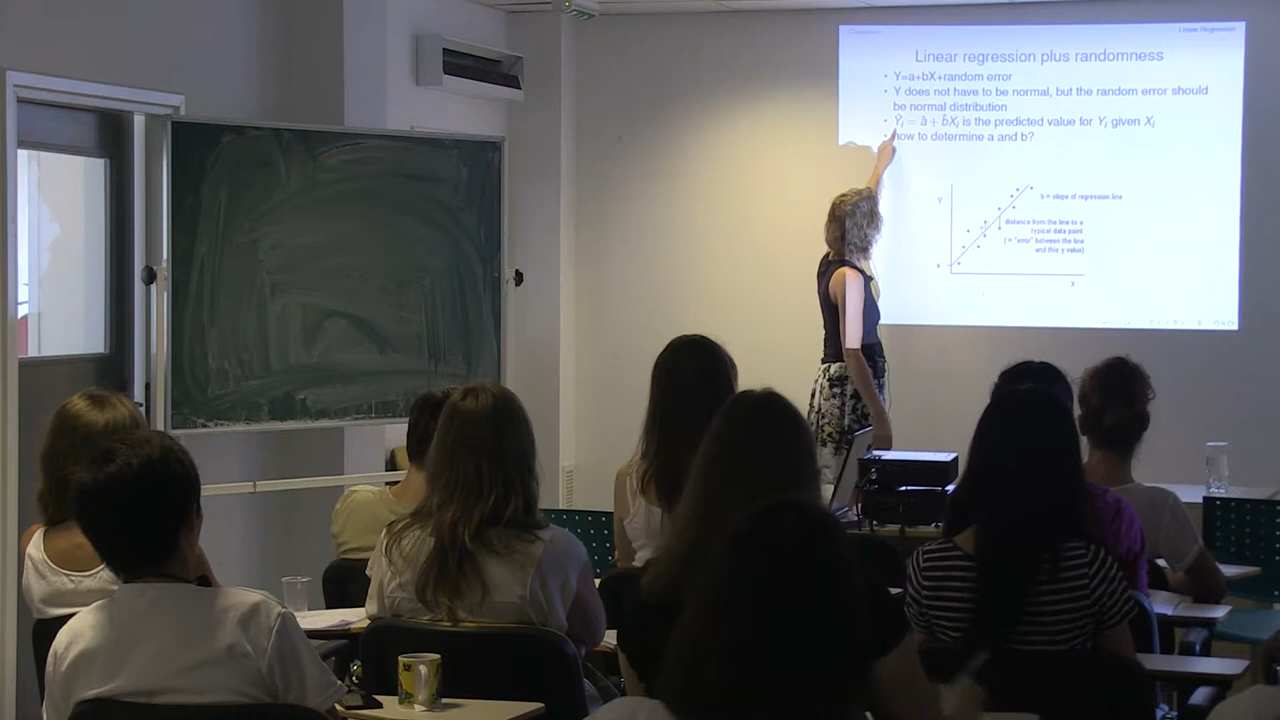 Linear Regression
Linear regression plus randomness
• Y=a+bX+random error
• Y does not have to be normal, but the random error should
be normal distribution
• Ŷᵢ = â + b̂Xᵢ is the predicted value for Yᵢ given Xᵢ
how to determine a and b?
y
b = slope of regression line
distance from the line to a
typical data point
( = "error" between the line
and this y value)
a
x